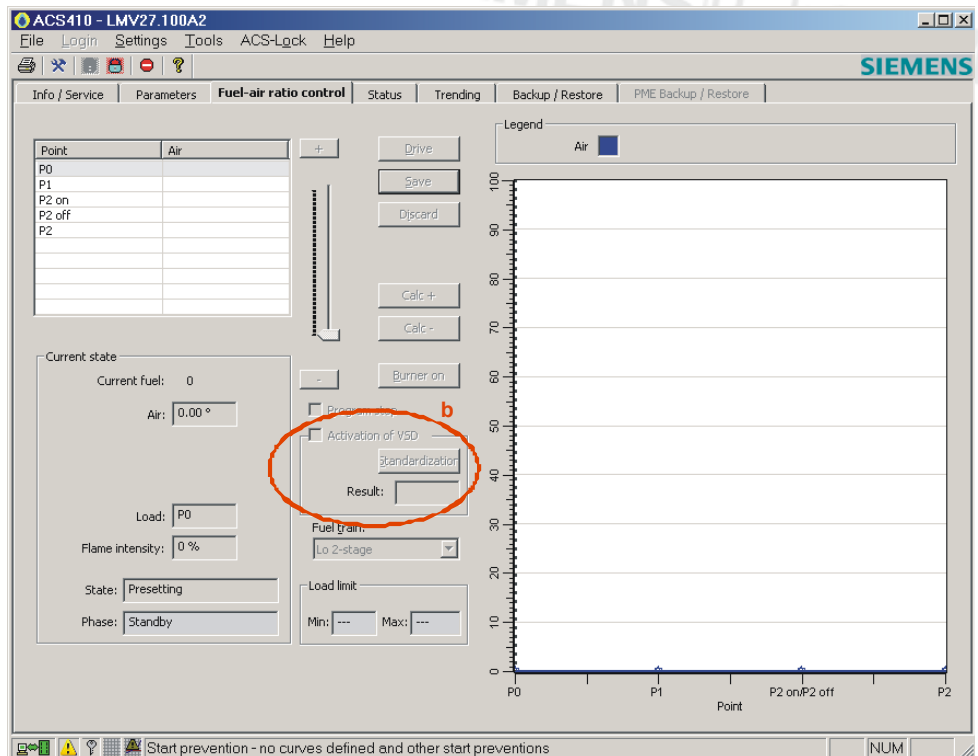 ACS410 - LMV27.100A2
File Login Settings Tools ACS-Lock Help
SIEMENS
Info / Service Parameters Fuel-air ratio control Status Trending Backup / Restore PME Backup / Restore
Legend
Air
Point Air
P0
P1
P2 on
P2 off
P2
+
Drive
Save
Discard
Calc +
Calc -
-
Burner on
Program stop
b
Activation of VSD
Standardization
Result:
Fuel train:
Lo 2-stage
Load limit
Min: --- Max: ---
Current state
Current fuel: 0
Air: 0.00 °
Load: P0
Flame intensity: 0 %
State: Presetting
Phase: Standby
100
90
80
70
60
50
40
30
20
10
0
P0 P1 P2 on/P2 off P2
Point
Start prevention - no curves defined and other start preventions
NUM